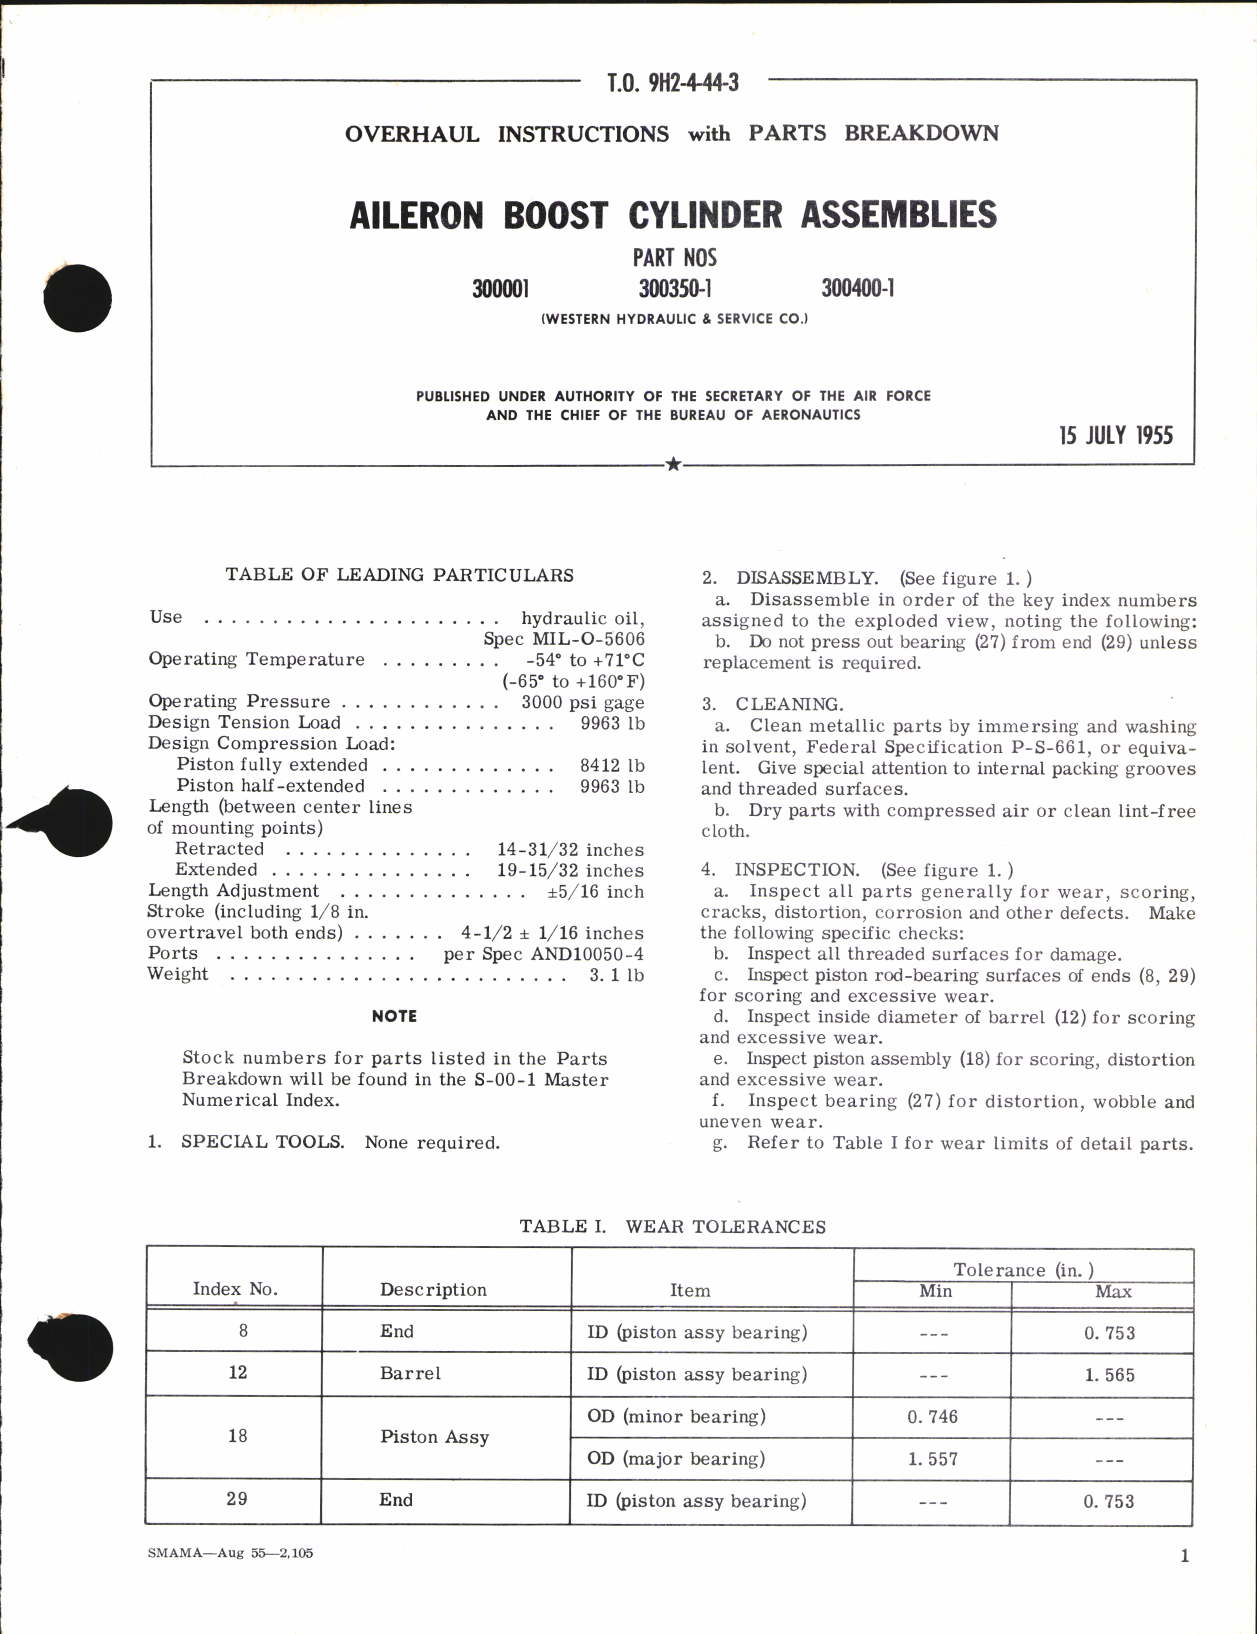 T.O. 9H2-4-44-3
OVERHAUL INSTRUCTIONS with PARTS BREAKDOWN
AILERON BOOST CYLINDER ASSEMBLIES
PART NOS
300001 300350-1 300400-1
(WESTERN HYDRAULIC & SERVICE CO.)
PUBLISHED UNDER AUTHORITY OF THE SECRETARY OF THE AIR FORCE
AND THE CHIEF OF THE BUREAU OF AERONAUTICS
15 JULY 1955
TABLE OF LEADING PARTICULARS
Use . . . . . . . . . . . . . . . . . . . . . . hydraulic oil,
Spec MIL-O-5606
Operating Temperature . . . . . . . . . -54° to +71°C
(-65° to +160°F)
Operating Pressure . . . . . . . . . . . . 3000 psi gage
Design Tension Load . . . . . . . . . . . . . . . 9963 lb
Design Compression Load:
Piston fully extended . . . . . . . . . . . . . 8412 lb
Piston half-extended . . . . . . . . . . . . . 9963 lb
Length (between center lines
of mounting points)
Retracted . . . . . . . . . . . . . . 14-31/32 inches
Extended . . . . . . . . . . . . . . . 19-15/32 inches
Length Adjustment . . . . . . . . . . . . . . ±5/16 inch
Stroke (including 1/8 in.
overtravel both ends) . . . . . . . 4-1/2 ± 1/16 inches
Ports . . . . . . . . . . . . . . . per Spec AND10050-4
Weight . . . . . . . . . . . . . . . . . . . . . . . . . 3.1 lb
NOTE
Stock numbers for parts listed in the Parts
Breakdown will be found in the S-00-1 Master
Numerical Index.
1. SPECIAL TOOLS. None required.
2. DISASSEMBLY. (See figure 1.)
a. Disassemble in order of the key index numbers
assigned to the exploded view, noting the following:
b. Do not press out bearing (27) from end (29) unless
replacement is required.
3. CLEANING.
a. Clean metallic parts by immersing and washing
in solvent, Federal Specification P-S-661, or equiva-
lent. Give special attention to internal packing grooves
and threaded surfaces.
b. Dry parts with compressed air or clean lint-free
cloth.
4. INSPECTION. (See figure 1.)
a. Inspect all parts generally for wear, scoring,
cracks, distortion, corrosion and other defects. Make
the following specific checks:
b. Inspect all threaded surfaces for damage.
c. Inspect piston rod-bearing surfaces of ends (8, 29)
for scoring and excessive wear.
d. Inspect inside diameter of barrel (12) for scoring
and excessive wear.
e. Inspect piston assembly (18) for scoring, distortion
and excessive wear.
f. Inspect bearing (27) for distortion, wobble and
uneven wear.
g. Refer to Table I for wear limits of detail parts.
TABLE I. WEAR TOLERANCES
Tolerance (in.)
Index No. Description Item Min Max
8 End ID (piston assy bearing) --- 0.753
12 Barrel ID (piston assy bearing) --- 1.565
OD (minor bearing) 0.746 ---
18 Piston Assy
OD (major bearing) 1.557 ---
29 End ID (piston assy bearing) --- 0.753
SMAMA—Aug 55—2,105
1